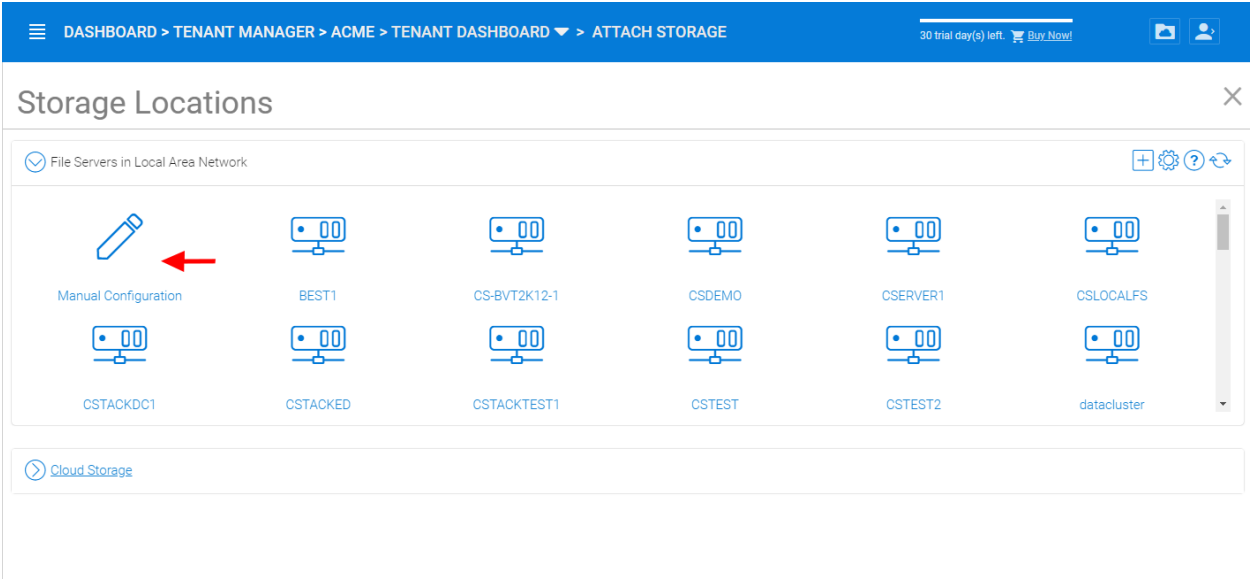 DASHBOARD > TENANT MANAGER > ACME > TENANT DASHBOARD > ATTACH STORAGE
30 trial day(s) left. Buy Now!
Storage Locations
File Servers in Local Area Network
Manual Configuration BEST1 CS-BVT2K12-1 CSDEMO CSERVER1 CSLOCALFS
CSTACKDC1 CSTACKED CSTACKTEST1 CSTEST CSTEST2 datacluster
Cloud Storage